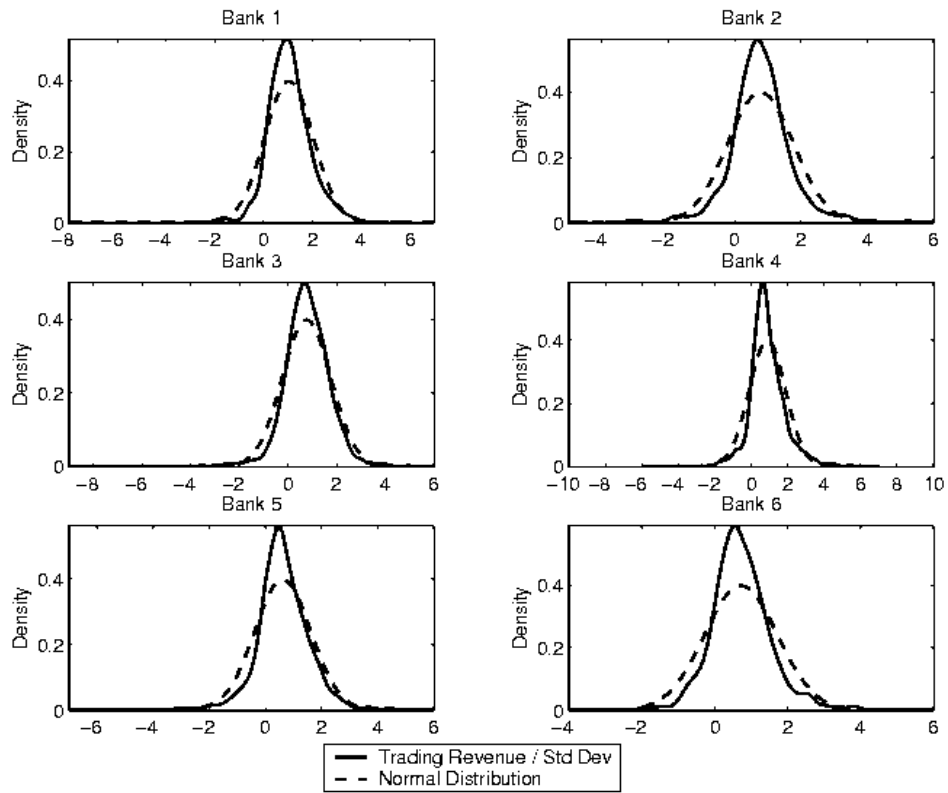 Bank 1
Bank 2
Density
0.4
0.2
0
−8 −6 −4 −2 0 2 4 6
Density
0.4
0.2
0
−4 −2 0 2 4 6
Bank 3
Bank 4
Density
0.4
0.2
0
−8 −6 −4 −2 0 2 4 6
Density
0.4
0.2
0
−10 −8 −6 −4 −2 0 2 4 6 8 10
Bank 5
Bank 6
Density
0.4
0.2
0
−6 −4 −2 0 2 4 6
Density
0.4
0.2
0
−4 −2 0 2 4 6
Trading Revenue / Std Dev
Normal Distribution